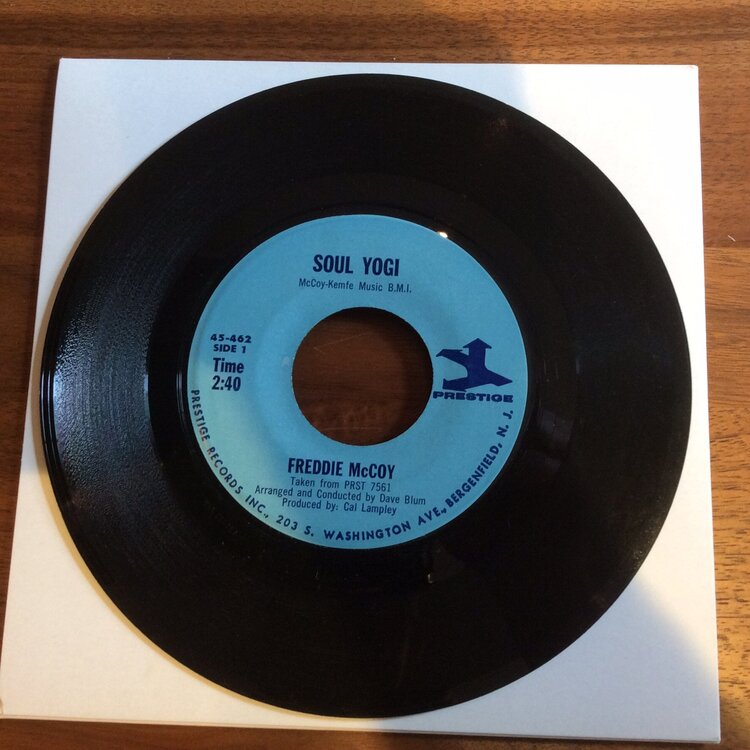 SOUL YOGI
McCoy-Kemfe Music B.M.I.
45-462
SIDE 1
Time
2:40
PRESTIGE
FREDDIE McCOY
Taken from PRST 7561
Arranged and Conducted by Dave Blum
Produced by: Cal Lampley
PRESTIGE RECORDS INC., 203 S. WASHINGTON AVE., BERGENFIELD, N. J.